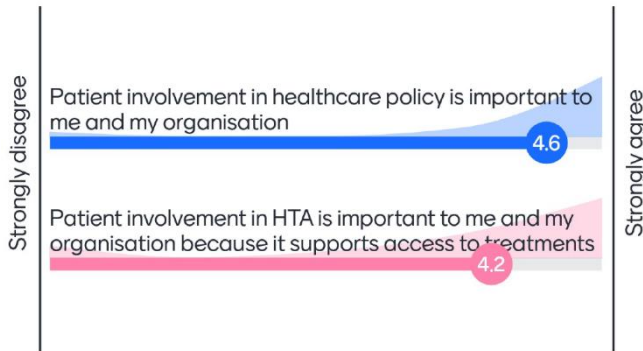 Strongly disagree
Patient involvement in healthcare policy is important to
me and my organisation
4.6
Patient involvement in HTA is important to me and my
organisation because it supports access to treatments
4.2
Strongly agree